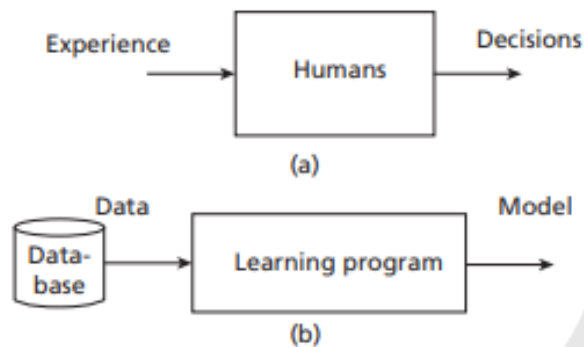 Experience
Humans
Decisions
(a)
Data
Model
Data-
base
Learning program
(b)